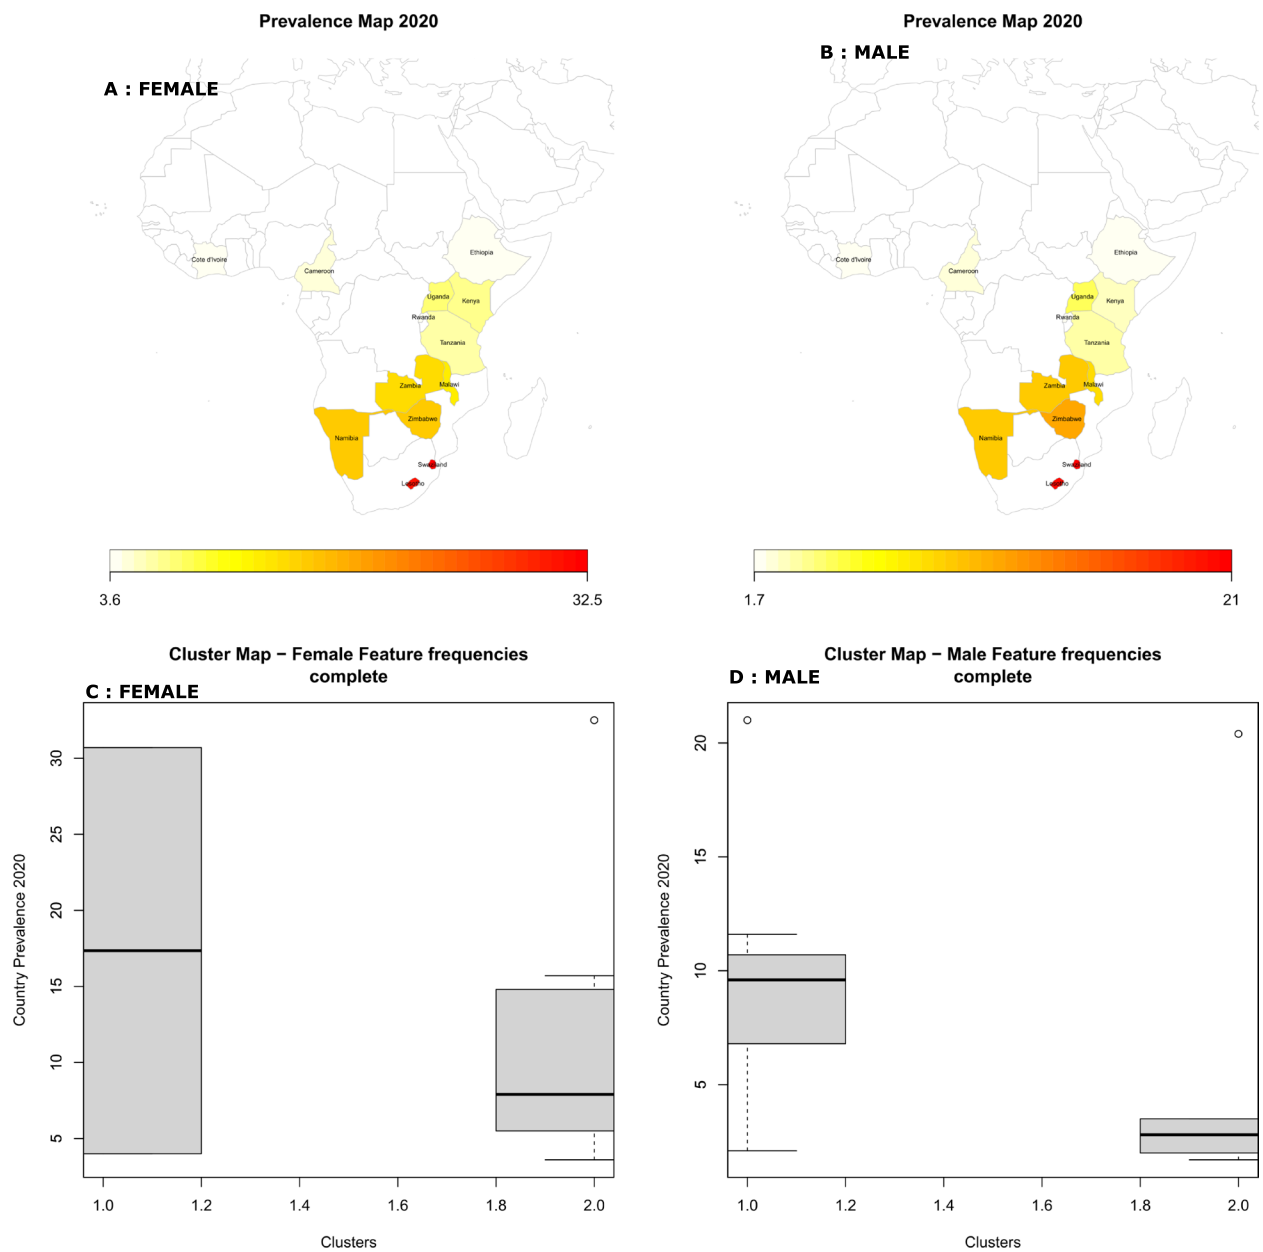 Prevalence Map 2020
A : FEMALE
Cote d'Ivoire
Cameroon
Ethiopia
Uganda
Kenya
Rwanda
Tanzania
Zambia
Malawi
Zimbabwe
Namibia
Swaziland
Lesotho
3.6
32.5
Prevalence Map 2020
B : MALE
Cote d'Ivoire
Cameroon
Ethiopia
Uganda
Kenya
Rwanda
Tanzania
Zambia
Malawi
Zimbabwe
Namibia
Swaziland
Lesotho
1.7
21
Cluster Map − Female Feature frequencies
complete
C : FEMALE
Country Prevalence 2020
30
25
20
15
10
5
1.0 1.2 1.4 1.6 1.8 2.0
Clusters
Cluster Map − Male Feature frequencies
complete
D : MALE
Country Prevalence 2020
20
15
10
5
1.0 1.2 1.4 1.6 1.8 2.0
Clusters